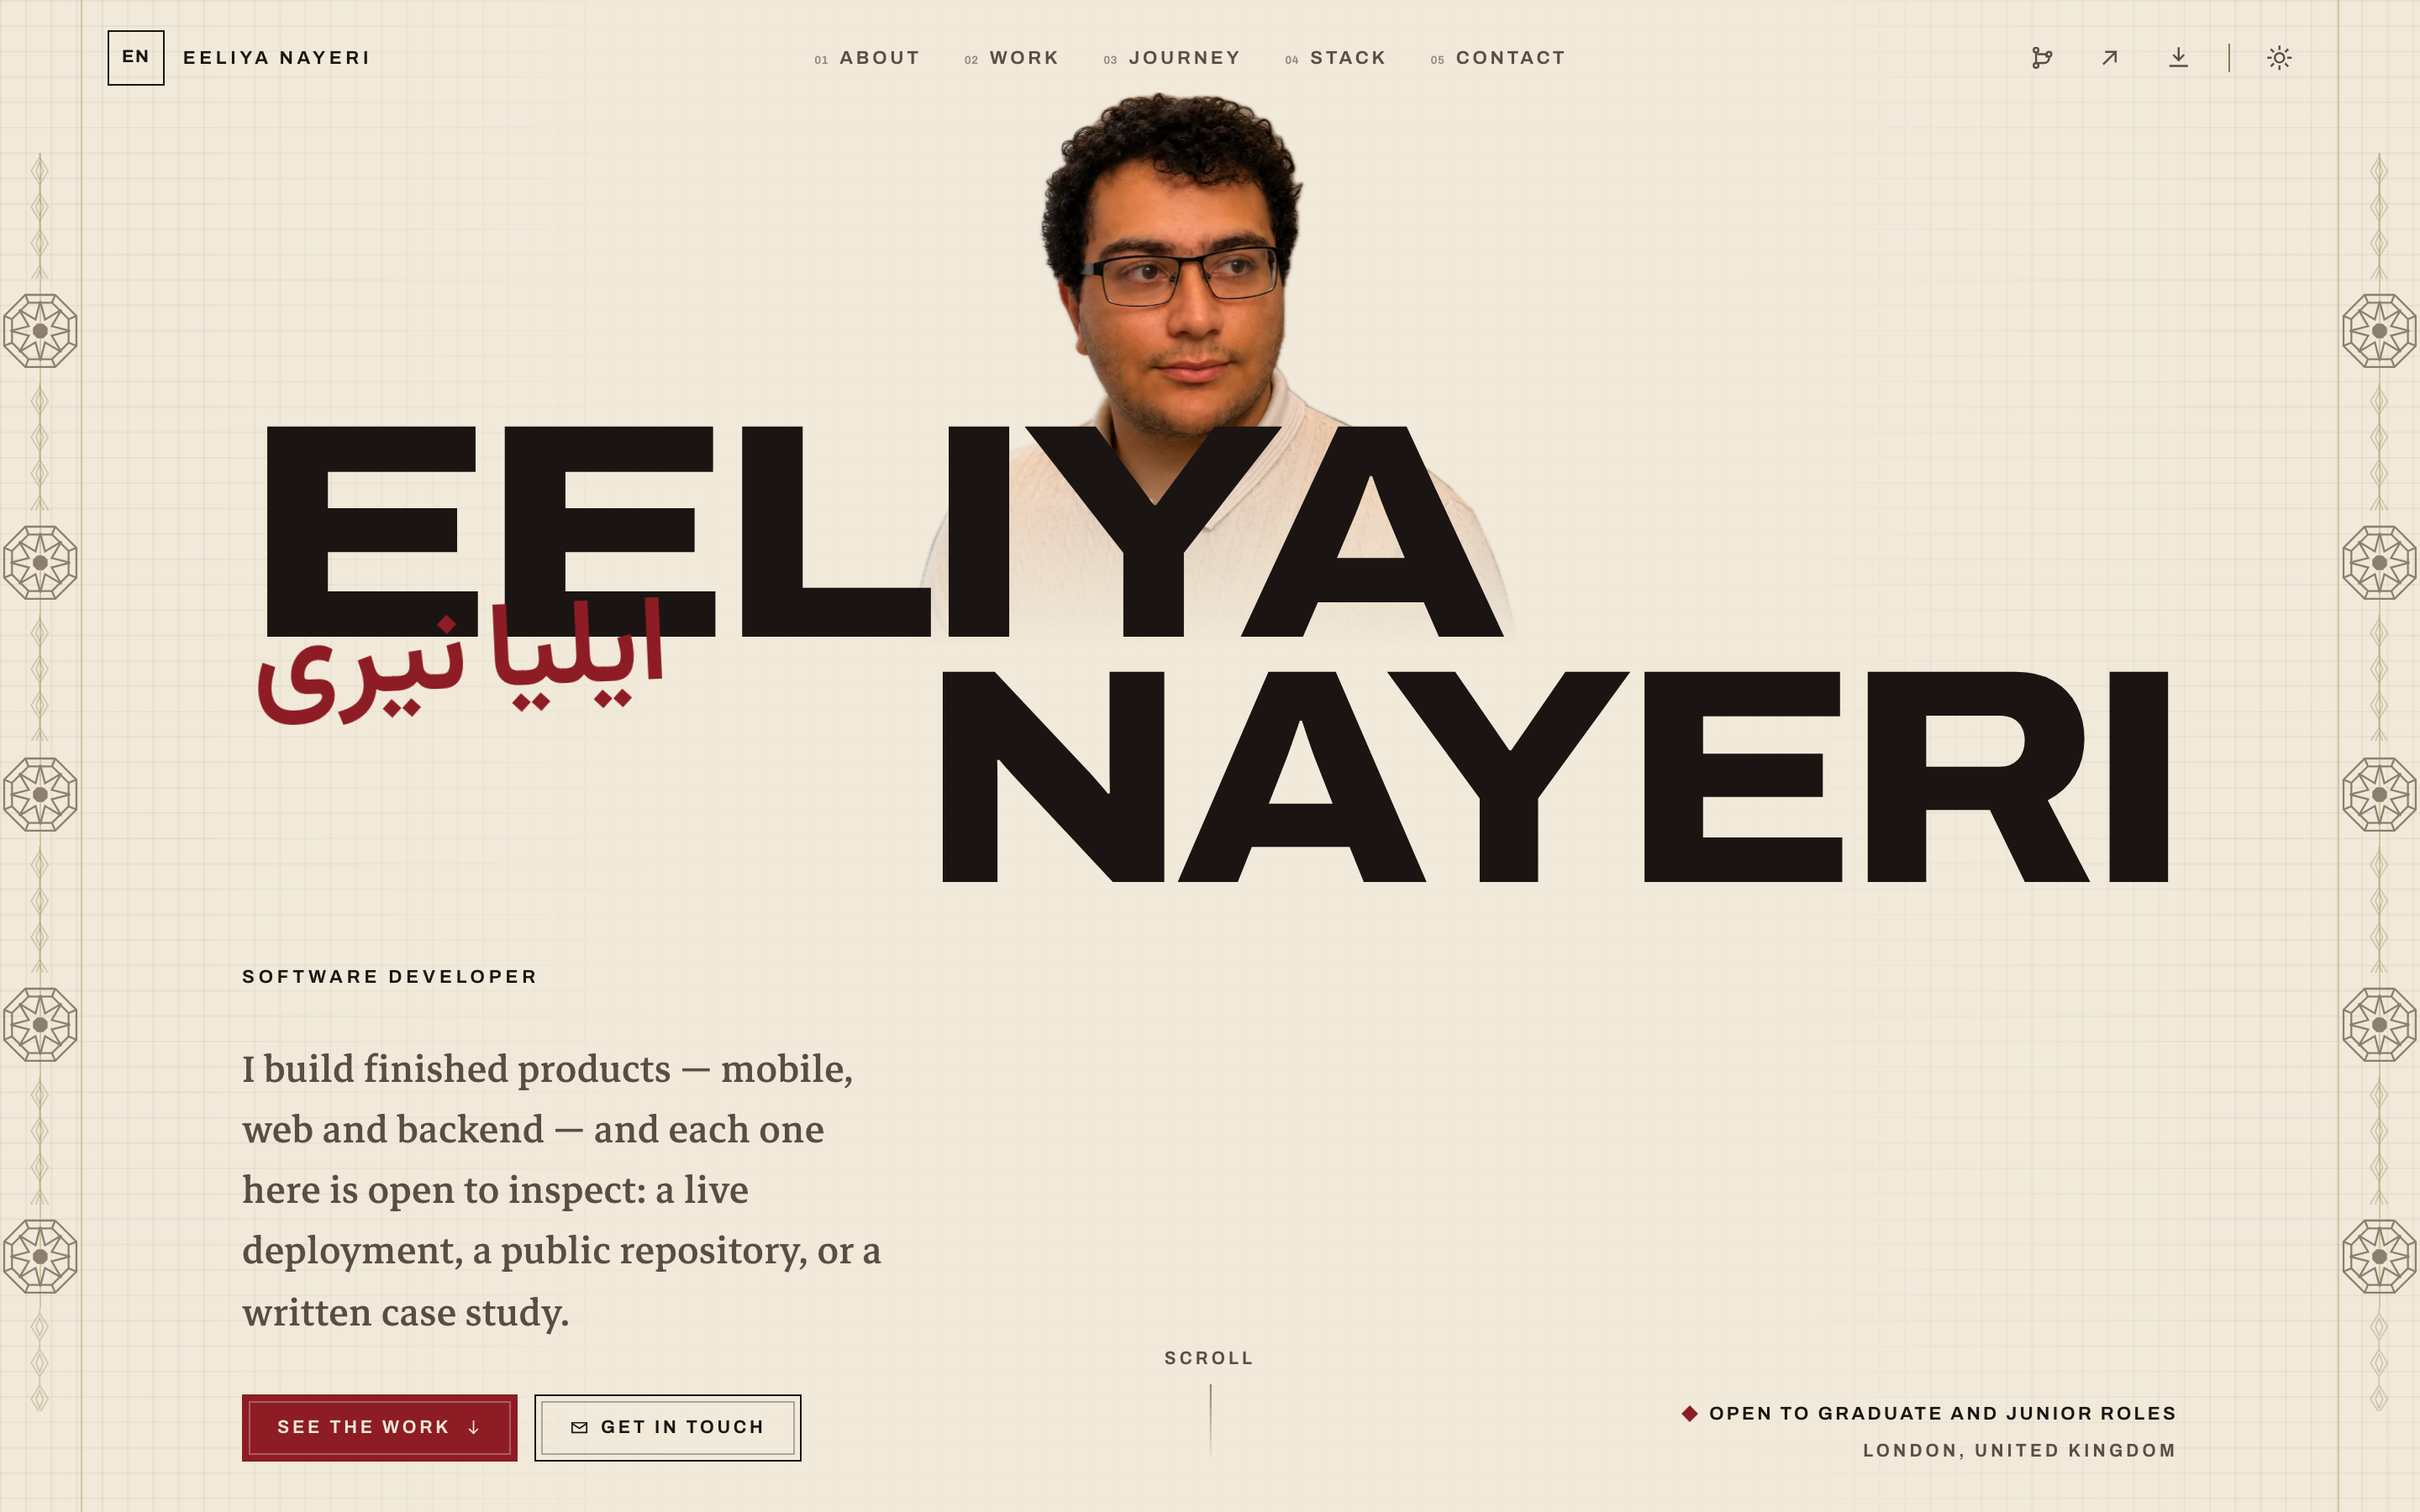 EN EELIYA NAYERI 01 ABOUT 02 WORK 03 JOURNEY 04 STACK 05 CONTACT
EELIYA
ایلیا نیری
NAYERI
SOFTWARE DEVELOPER
I build finished products — mobile,
web and backend — and each one
here is open to inspect: a live
deployment, a public repository, or a
written case study.
SCROLL
SEE THE WORK ↓ GET IN TOUCH
OPEN TO GRADUATE AND JUNIOR ROLES
LONDON, UNITED KINGDOM